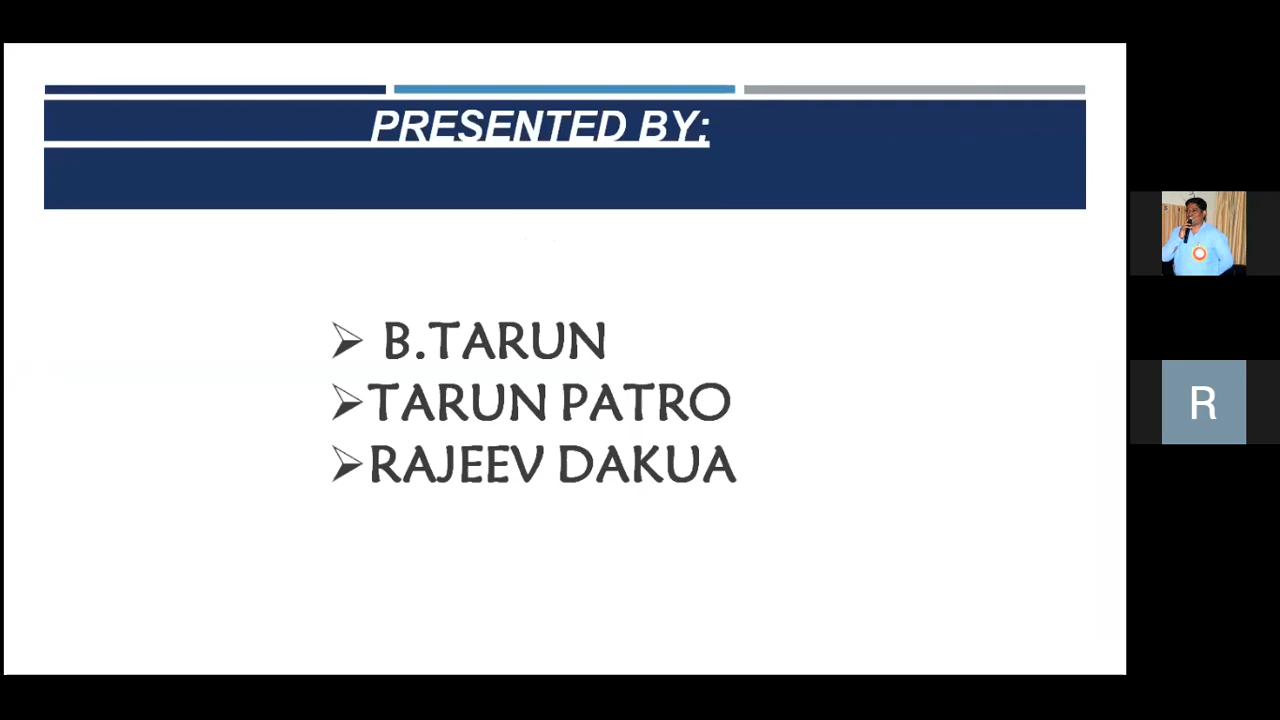 PRESENTED BY:
B.TARUN
TARUN PATRO
RAJEEV DAKUA
R